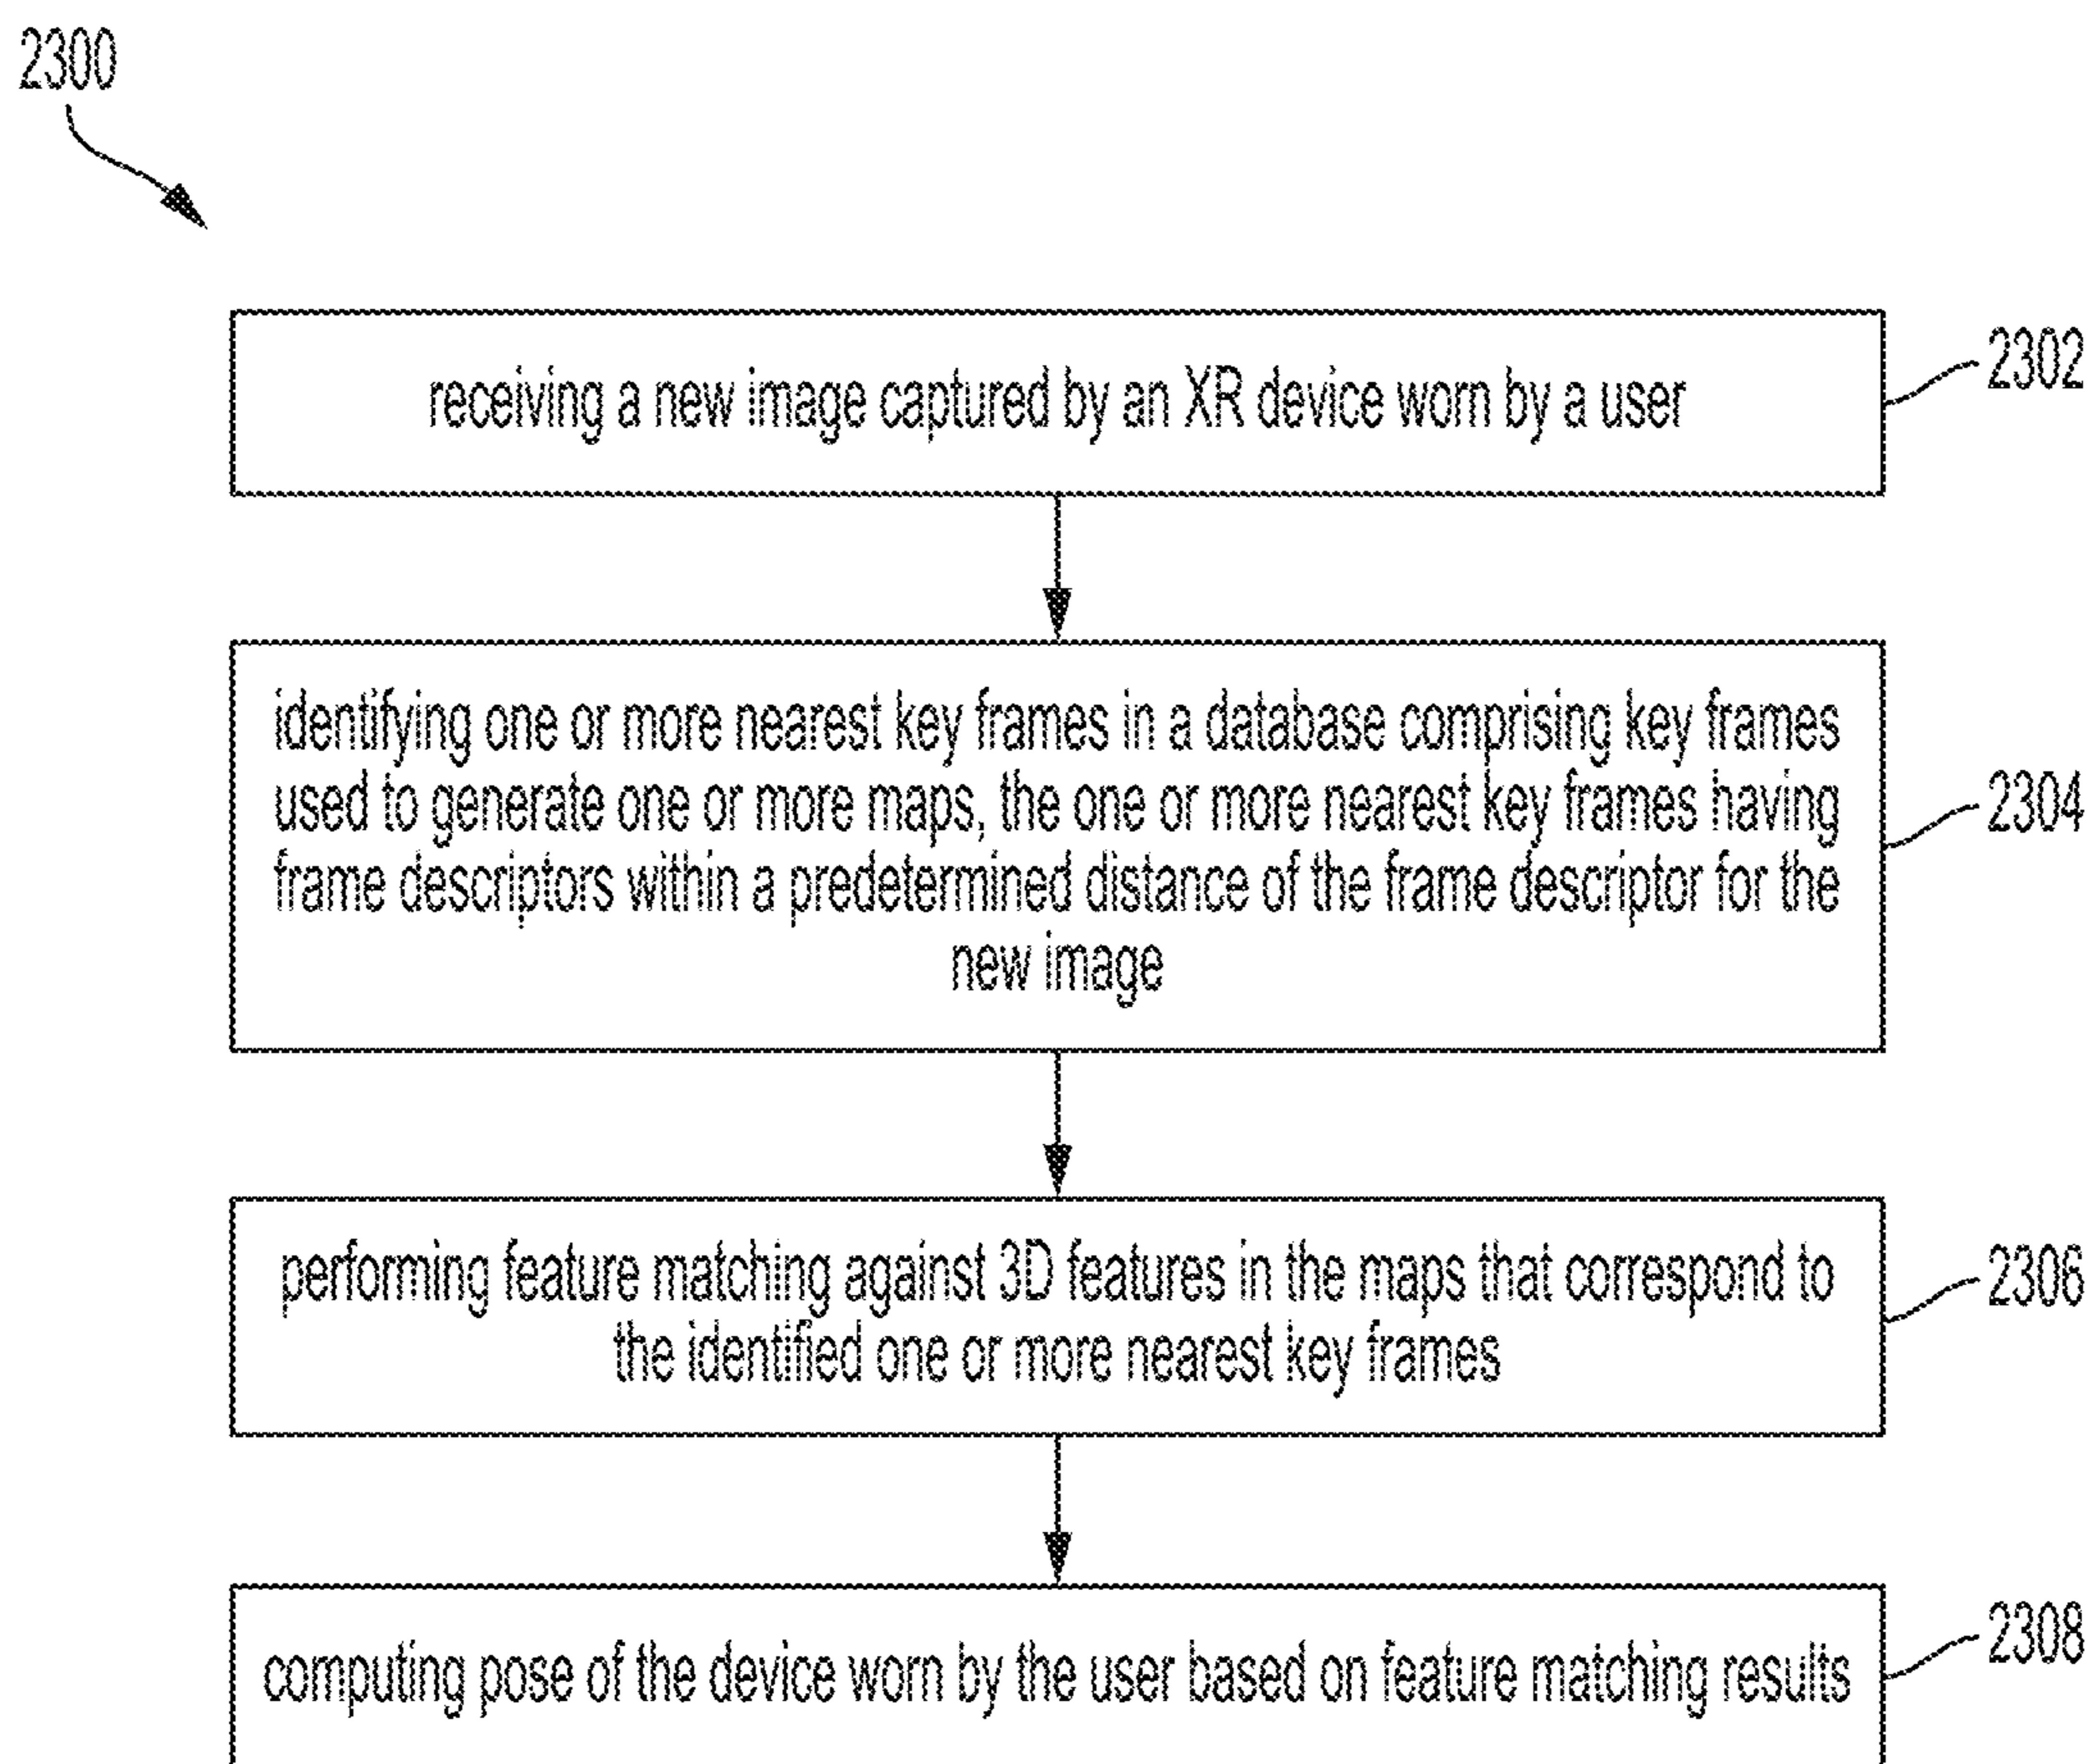 2300
receiving a new image captured by an XR device worn by a user
2302
identifying one or more nearest key frames in a database comprising key frames
used to generate one or more maps, the one or more nearest key frames having
frame descriptors within a predetermined distance of the frame descriptor for the
new image
2304
performing feature matching against 3D features in the maps that correspond to
the identified one or more nearest key frames
2306
computing pose of the device worn by the user based on feature matching results
2308